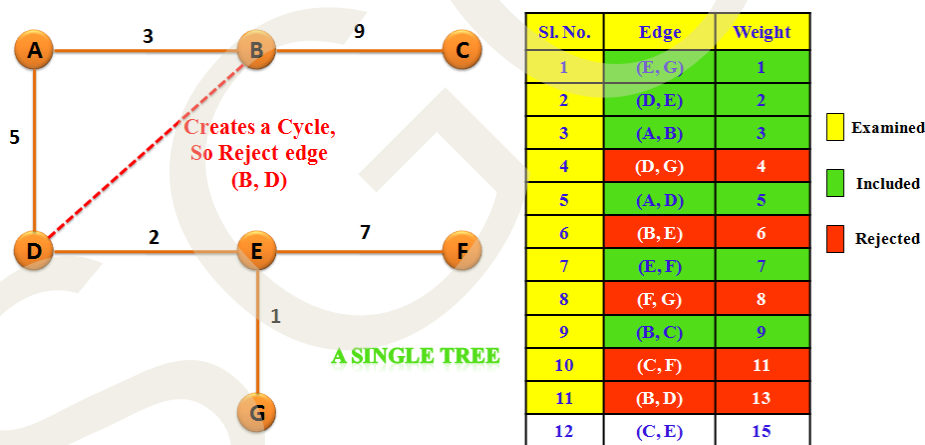 A 3 B 9 C
5
Creates a Cycle,
So Reject edge
(B, D)
D 2 E 7 F
1
A SINGLE TREE
G
Sl. No. Edge Weight
1 (E, G) 1
2 (D, E) 2
3 (A, B) 3
4 (D, G) 4
5 (A, D) 5
6 (B, E) 6
7 (E, F) 7
8 (F, G) 8
9 (B, C) 9
10 (C, F) 11
11 (B, D) 13
12 (C, E) 15
Examined
Included
Rejected